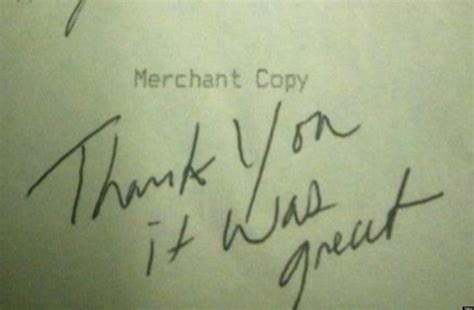 Merchant Copy
Thank You
it was
great